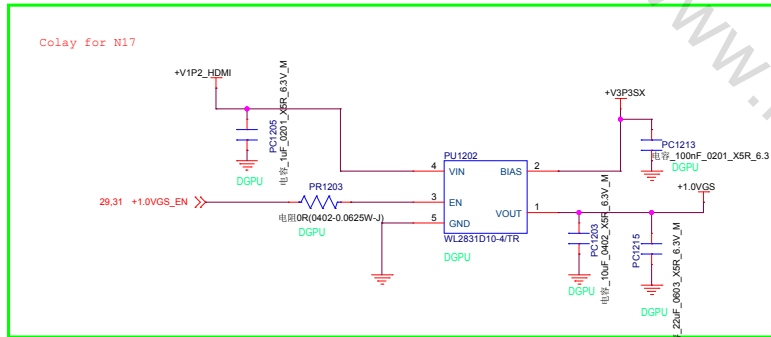 Colay for N17
+V1P2_HDMI
PC1205
电容_1uF_0201_X5R_6.3V_M
DGPU
+V3P3SX
PC1213
电容_100nF_0201_X5R_6.3
DGPU
PU1202
4 VIN BIAS 2
3 EN
5 GND VOUT 1
WL2831D10-4/TR
DGPU
29,31 +1.0VGS_EN
PR1203
电阻0R(0402-0.0625W-J)
DGPU
+1.0VGS
PC1203
电容_10uF_0402_X5R_6.3V_M
DGPU
PC1215
_22uF_0603_X5R_6.3V_M
DGPU
www.